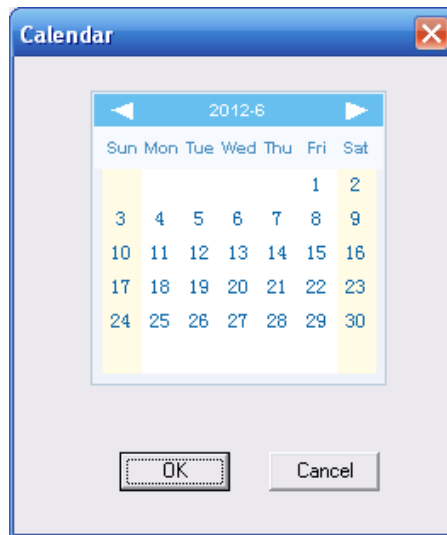 Calendar
2012-6
Sun Mon Tue Wed Thu Fri Sat
1 2
3 4 5 6 7 8 9
10 11 12 13 14 15 16
17 18 19 20 21 22 23
24 25 26 27 28 29 30
OK Cancel